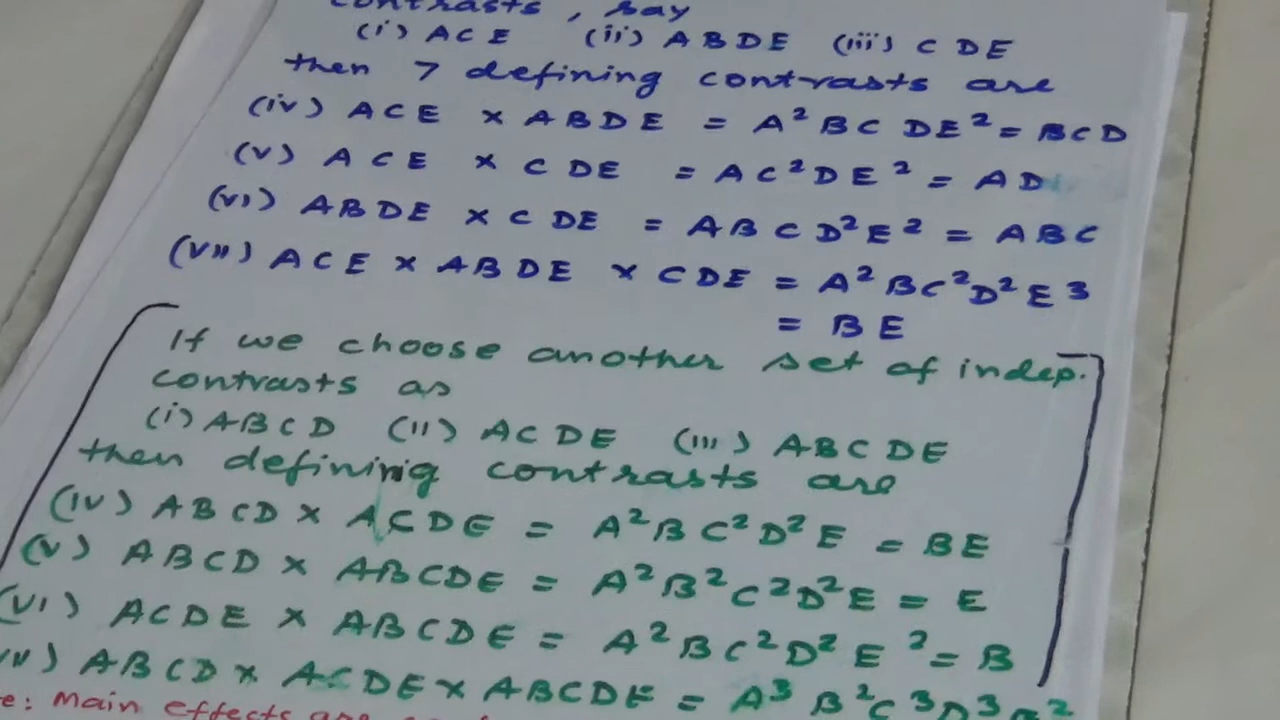 contrasts, say
(i) ACE (ii) ABDE (iii) CDE
then 7 defining contrasts are
(iv) ACE × ABDE = A²BCDE² = BCD
(v) ACE × CDE = AC²DE² = AD
(vi) ABDE × CDE = ABCD²E² = ABC
(vii) ACE × ABDE × CDE = A²BC²D²E³
= BE
If we choose another set of indep.
contrasts as
(i) ABCD (ii) ACDE (iii) ABCDE
then defining contrasts are
(iv) ABCD × ACDE = A²BC²D²E = BE
(v) ABCD × ABCDE = A²B²C²D²E = E
(vi) ACDE × ABCDE = A²BC²D²E² = B
ABCD × ACDE × ABCDE = A³B²C³D³E²
Main effects are